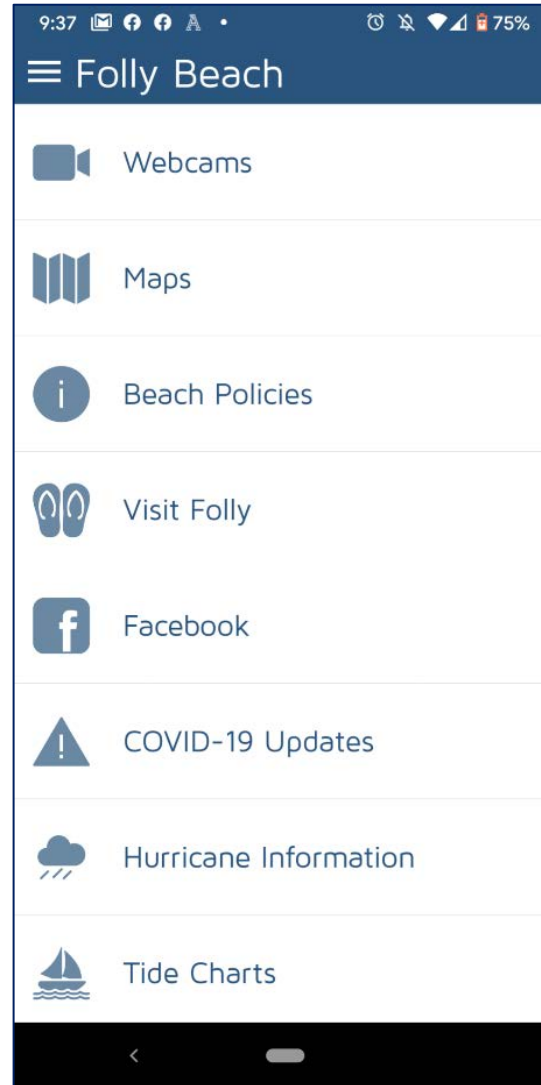 9:37 75%
Folly Beach
Webcams
Maps
Beach Policies
Visit Folly
Facebook
COVID-19 Updates
Hurricane Information
Tide Charts